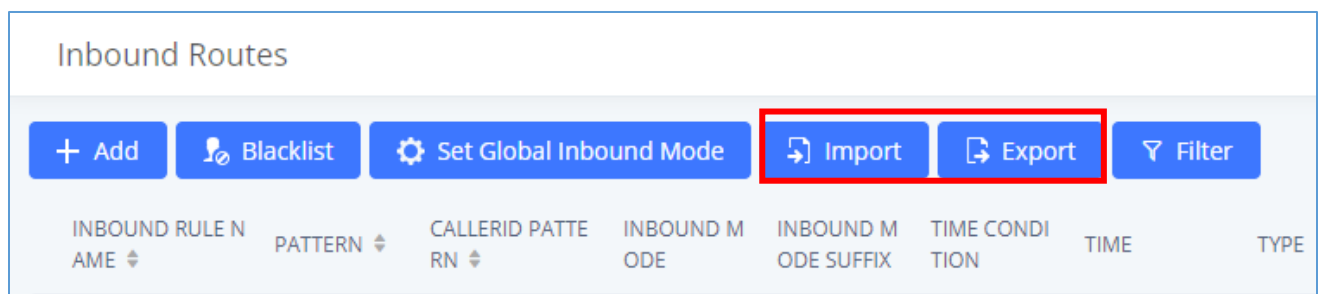 Inbound Routes
+ Add Blacklist Set Global Inbound Mode Import Export Filter
INBOUND RULE N PATTERN CALLERID PATTE INBOUND M INBOUND M TIME CONDI TIME TYPE
AME RN ODE ODE SUFFIX TION